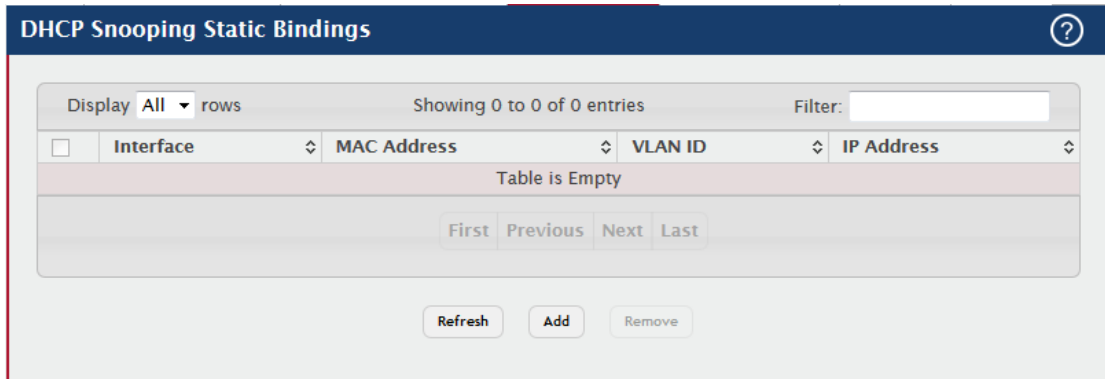 DHCP Snooping Static Bindings ?
Display All rows Showing 0 to 0 of 0 entries Filter:
Interface MAC Address VLAN ID IP Address
Table is Empty
First Previous Next Last
Refresh Add Remove